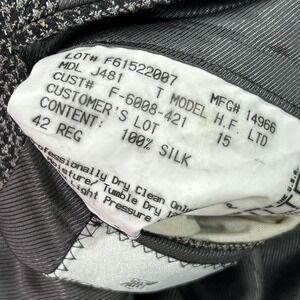 LOT# F61522007
MDL J481 T MODEL H.F. LTD MFG# 14966
CUST# F-6008-421
CUSTOMER'S LOT 15
CONTENT: 100% SILK
42 REG
Professionally Dry Clean Only
Moisture/ Tumble Dry
Light Pressure